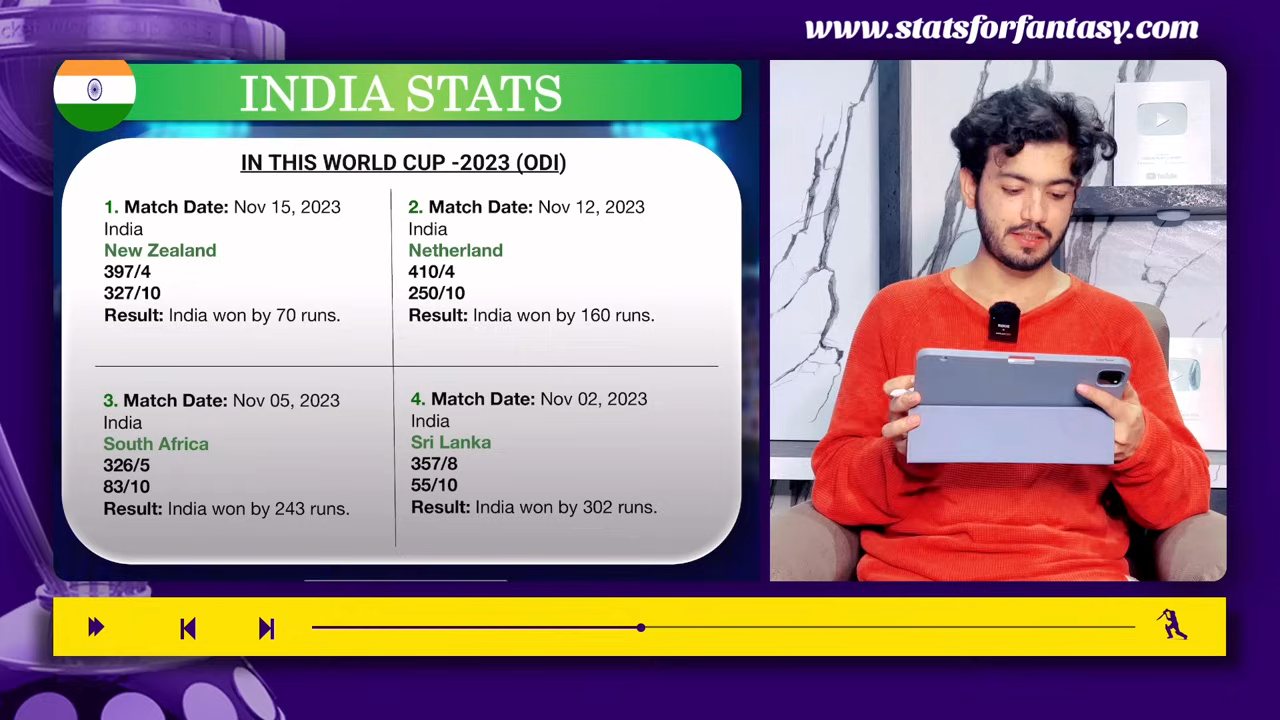 www.statsforfantasy.com
INDIA STATS
IN THIS WORLD CUP -2023 (ODI)
1. Match Date: Nov 15, 2023
India
New Zealand
397/4
327/10
Result: India won by 70 runs.
2. Match Date: Nov 12, 2023
India
Netherland
410/4
250/10
Result: India won by 160 runs.
3. Match Date: Nov 05, 2023
India
South Africa
326/5
83/10
Result: India won by 243 runs.
4. Match Date: Nov 02, 2023
India
Sri Lanka
357/8
55/10
Result: India won by 302 runs.